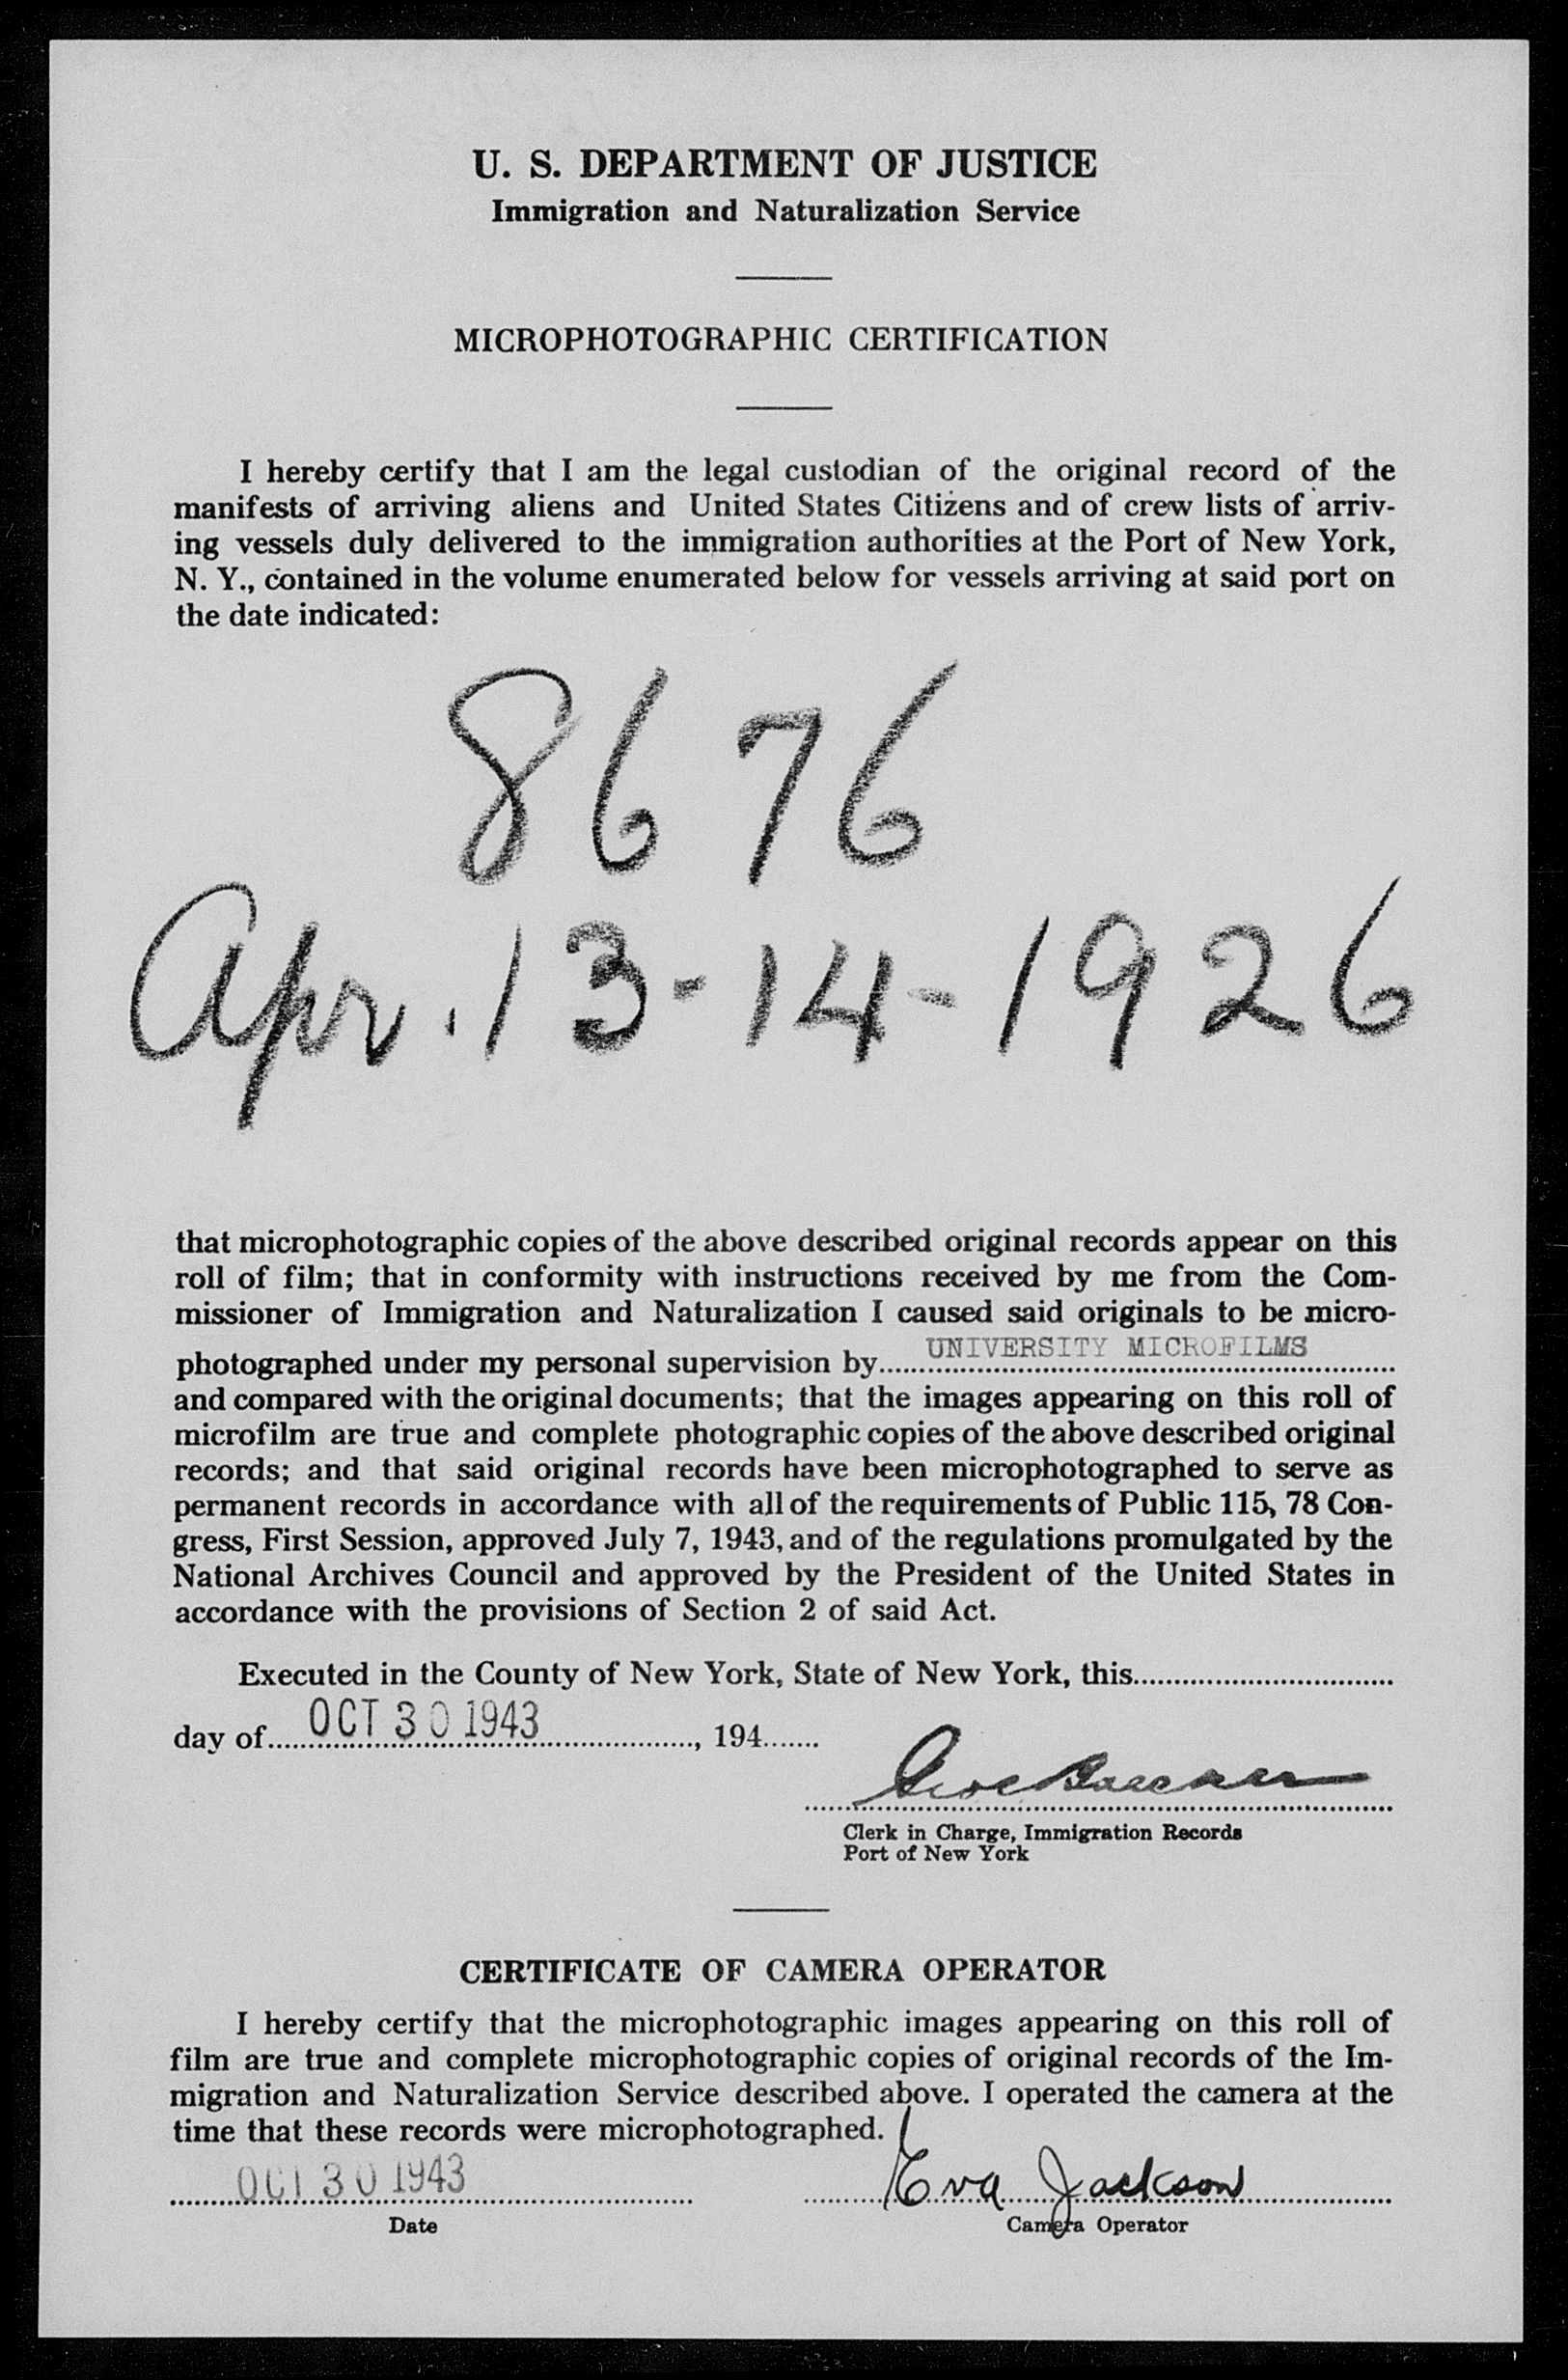 U. S. DEPARTMENT OF JUSTICE
Immigration and Naturalization Service
MICROPHOTOGRAPHIC CERTIFICATION
I hereby certify that I am the legal custodian of the original record of the
manifests of arriving aliens and United States Citizens and of crew lists of arriv-
ing vessels duly delivered to the immigration authorities at the Port of New York,
N. Y., contained in the volume enumerated below for vessels arriving at said port on
the date indicated:
8676
Apr. 13-14-1926
that microphotographic copies of the above described original records appear on this
roll of film; that in conformity with instructions received by me from the Com-
missioner of Immigration and Naturalization I caused said originals to be micro-
photographed under my personal supervision by UNIVERSITY MICROFILMS
and compared with the original documents; that the images appearing on this roll of
microfilm are true and complete photographic copies of the above described original
records; and that said original records have been microphotographed to serve as
permanent records in accordance with all of the requirements of Public 115, 78 Con-
gress, First Session, approved July 7, 1943, and of the regulations promulgated by the
National Archives Council and approved by the President of the United States in
accordance with the provisions of Section 2 of said Act.
Executed in the County of New York, State of New York, this
day of OCT 30 1943, 194
Clerk in Charge, Immigration Records
Port of New York
CERTIFICATE OF CAMERA OPERATOR
I hereby certify that the microphotographic images appearing on this roll of
film are true and complete microphotographic copies of original records of the Im-
migration and Naturalization Service described above. I operated the camera at the
time that these records were microphotographed.
OCT 30 1943 Eva Jackson
Date Camera Operator